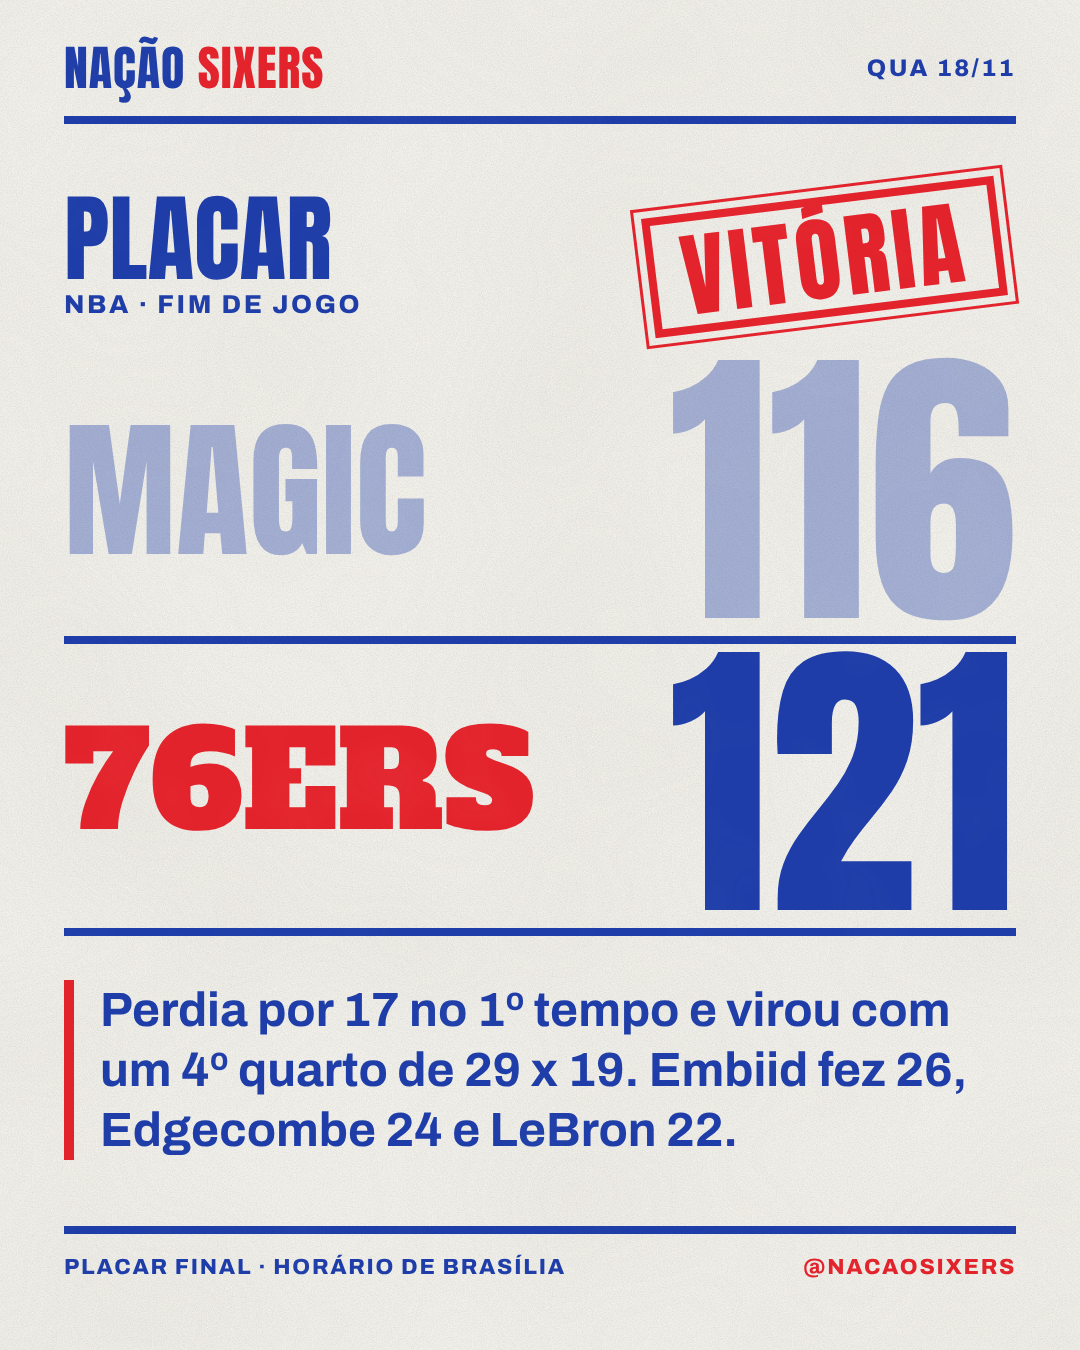 NAÇÃO SIXERS
QUA 18/11
PLACAR
VITÓRIA
NBA · FIM DE JOGO
MAGIC
116
76ERS
121
Perdia por 17 no 1º tempo e virou com
um 4º quarto de 29 x 19. Embiid fez 26,
Edgecombe 24 e LeBron 22.
PLACAR FINAL · HORÁRIO DE BRASÍLIA
@NACAOSIXERS